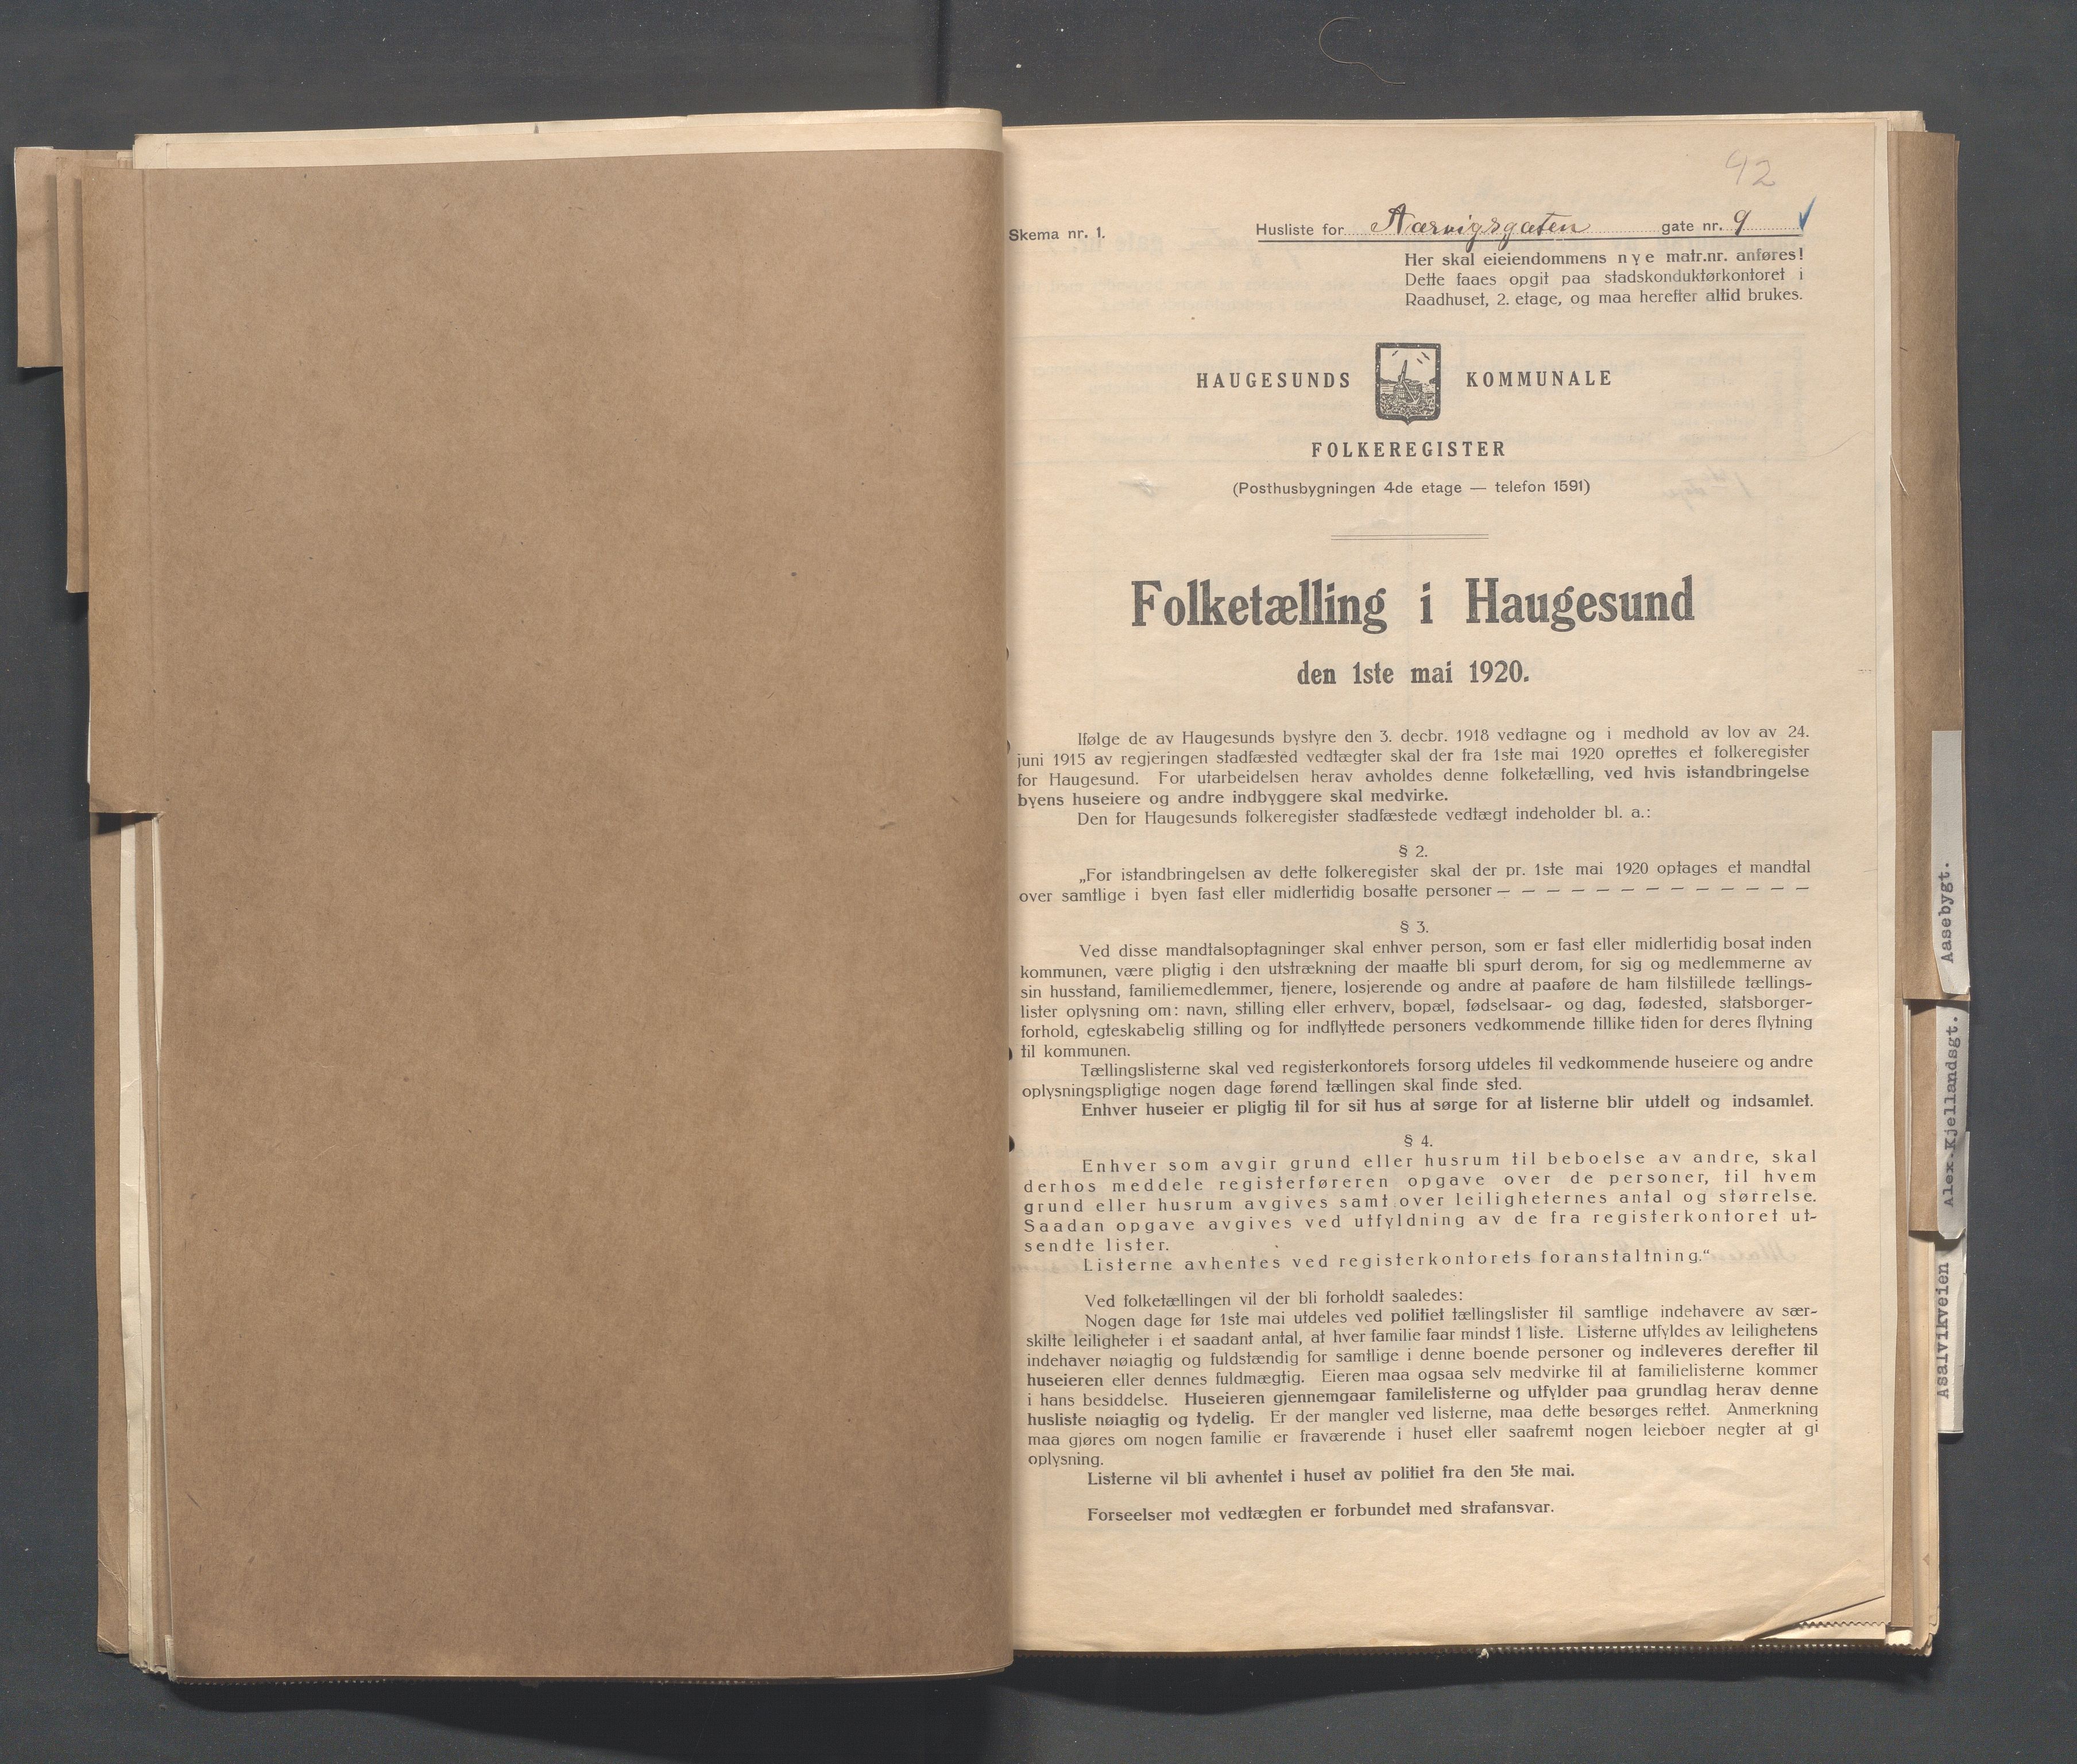 42
Skema nr. 1.
Husliste for Aarvigsgaten gate nr. 9
Her skal eieiendommens nye matr.nr. anføres!
Dette faaes opgit paa stadskonduktørkontoret i
Raadhuset, 2. etage, og maa herefter altid brukes.
HAUGESUNDS KOMMUNALE
FOLKEREGISTER
(Posthusbygningen 4de etage — telefon 1591)
Folketælling i Haugesund
den 1ste mai 1920.
Ifølge de av Haugesunds bystyre den 3. decbr. 1918 vedtagne og i medhold av lov av 24.
juni 1915 av regjeringen stadfæsted vedtægter skal der fra 1ste mai 1920 oprettes et folkeregister
for Haugesund. For utarbeidelsen herav avholdes denne folketælling, ved hvis istandbringelse
byens huseiere og andre indbyggere skal medvirke.
Den for Haugesunds folkeregister stadfæstede vedtægt indeholder bl. a.:
§ 2.
„For istandbringelsen av dette folkeregister skal der pr. 1ste mai 1920 optages et mandtal
over samtlige i byen fast eller midlertidig bosatte personer — — — — — — — — — — — — —
§ 3.
Ved disse mandtalsoptagninger skal enhver person, som er fast eller midlertidig bosat inden
kommunen, være pligtig i den utstrækning der maatte bli spurt derom, for sig og medlemmerne av
sin husstand, familiemedlemmer, tjenere, losjerende og andre at paaføre de ham tilstillede tællings-
lister oplysning om: navn, stilling eller erhverv, bopæl, fødselsaar- og dag, fødested, statsborger-
forhold, egteskabelig stilling og for indflyttede personers vedkommende tillike tiden for deres flytning
til kommunen.
Tællingslisterne skal ved registerkontorets forsorg utdeles til vedkommende huseiere og andre
oplysningspligtige nogen dage førend tællingen skal finde sted.
Enhver huseier er pligtig til for sit hus at sørge for at listerne blir utdelt og indsamlet.
§ 4.
Enhver som avgir grund eller husrum til beboelse av andre, skal
derhos meddele registerføreren opgave over de personer, til hvem
grund eller husrum avgives samt over leiligheternes antal og størrelse.
Saadan opgave avgives ved utfyldning av de fra registerkontoret ut-
sendte lister.
Listerne avhentes ved registerkontorets foranstaltning.“
Ved folketællingen vil der bli forholdt saaledes:
Nogen dage før 1ste mai utdeles ved politiet tællingslister til samtlige indehavere av sær-
skilte leiligheter i et saadant antal, at hver familie faar mindst 1 liste. Listerne utfyldes av leilighetens
indehaver nøiagtig og fuldstændig for samtlige i denne boende personer og indleveres derefter til
huseieren eller dennes fuldmægtig. Eieren maa ogsaa selv medvirke til at familielisterne kommer
i hans besiddelse. Huseieren gjennemgaar familelisterne og utfylder paa grundlag herav denne
husliste nøiagtig og tydelig. Er der mangler ved listerne, maa dette besørges rettet. Anmerkning
maa gjøres om nogen familie er fraværende i huset eller saafremt nogen leieboer negter at gi
oplysning.
Listerne vil bli avhentet i huset av politiet fra den 5te mai.
Forseelser mot vedtægten er forbundet med strafansvar.
Aasebygt.
Alex.Kjellandsgt.
Asalvikveien